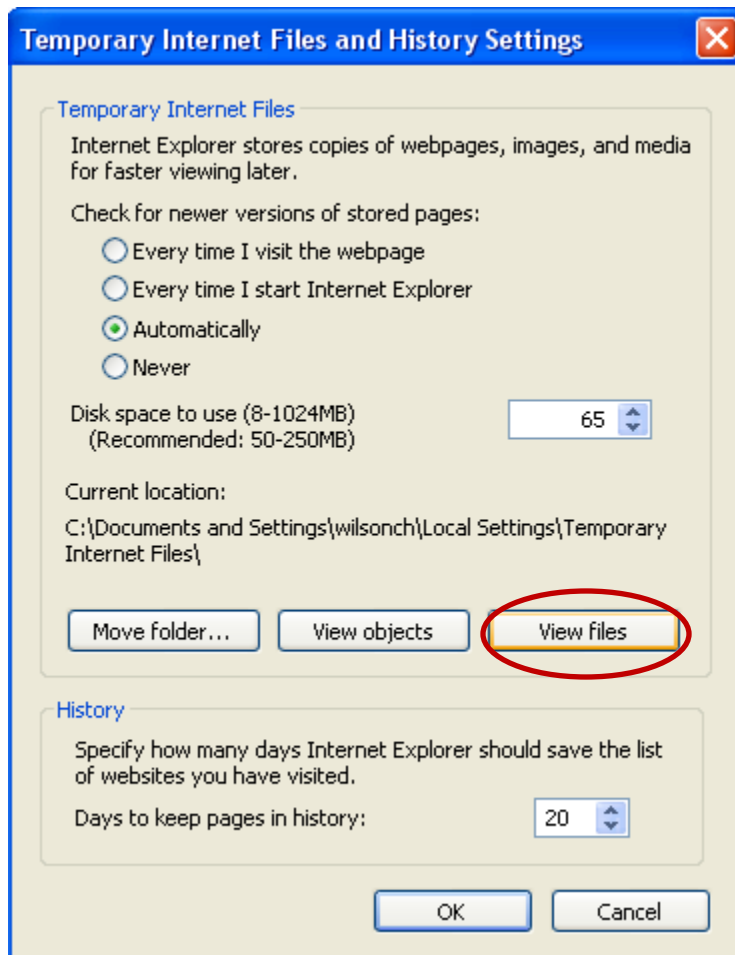 Temporary Internet Files and History Settings
Temporary Internet Files
Internet Explorer stores copies of webpages, images, and media
for faster viewing later.
Check for newer versions of stored pages:
Every time I visit the webpage
Every time I start Internet Explorer
Automatically
Never
Disk space to use (8-1024MB) 65
(Recommended: 50-250MB)
Current location:
C:\Documents and Settings\wilsonch\Local Settings\Temporary
Internet Files\
Move folder... View objects View files
History
Specify how many days Internet Explorer should save the list
of websites you have visited.
Days to keep pages in history: 20
OK Cancel